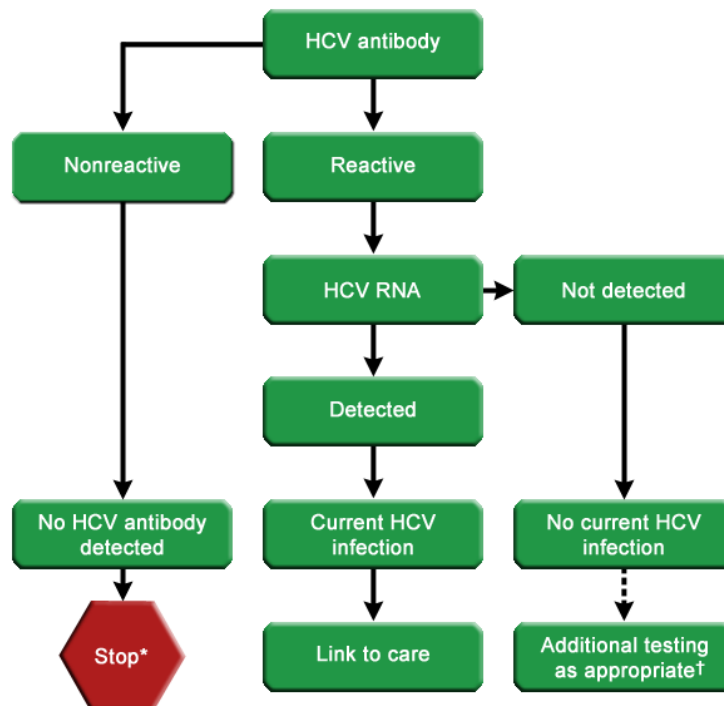 HCV antibody
Nonreactive
Reactive
HCV RNA
Not detected
Detected
No HCV antibody
detected
Current HCV
infection
No current HCV
infection
Stop*
Link to care
Additional testing
as appropriate†